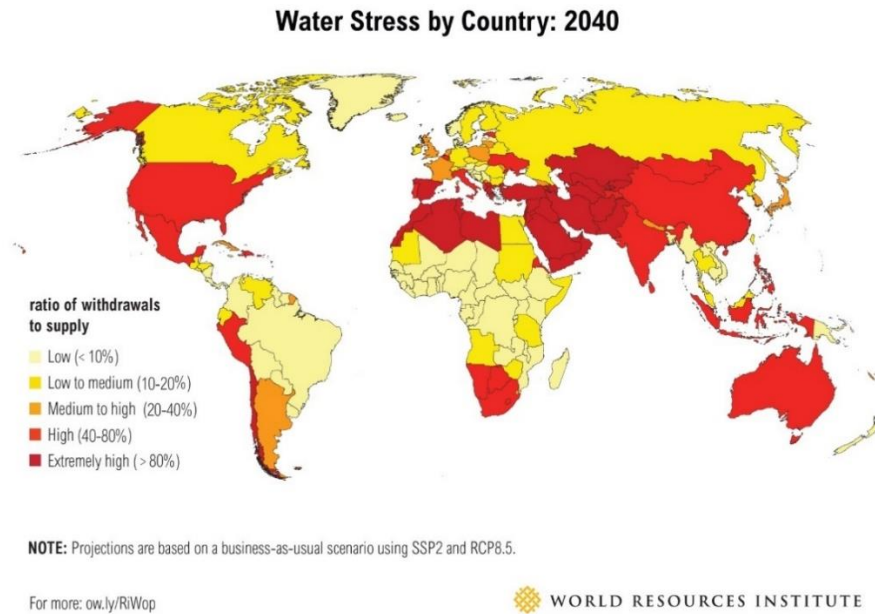 Water Stress by Country: 2040
ratio of withdrawals
to supply
Low (< 10%)
Low to medium (10-20%)
Medium to high (20-40%)
High (40-80%)
Extremely high (> 80%)
NOTE: Projections are based on a business-as-usual scenario using SSP2 and RCP8.5.
For more: ow.ly/RiWop
WORLD RESOURCES INSTITUTE